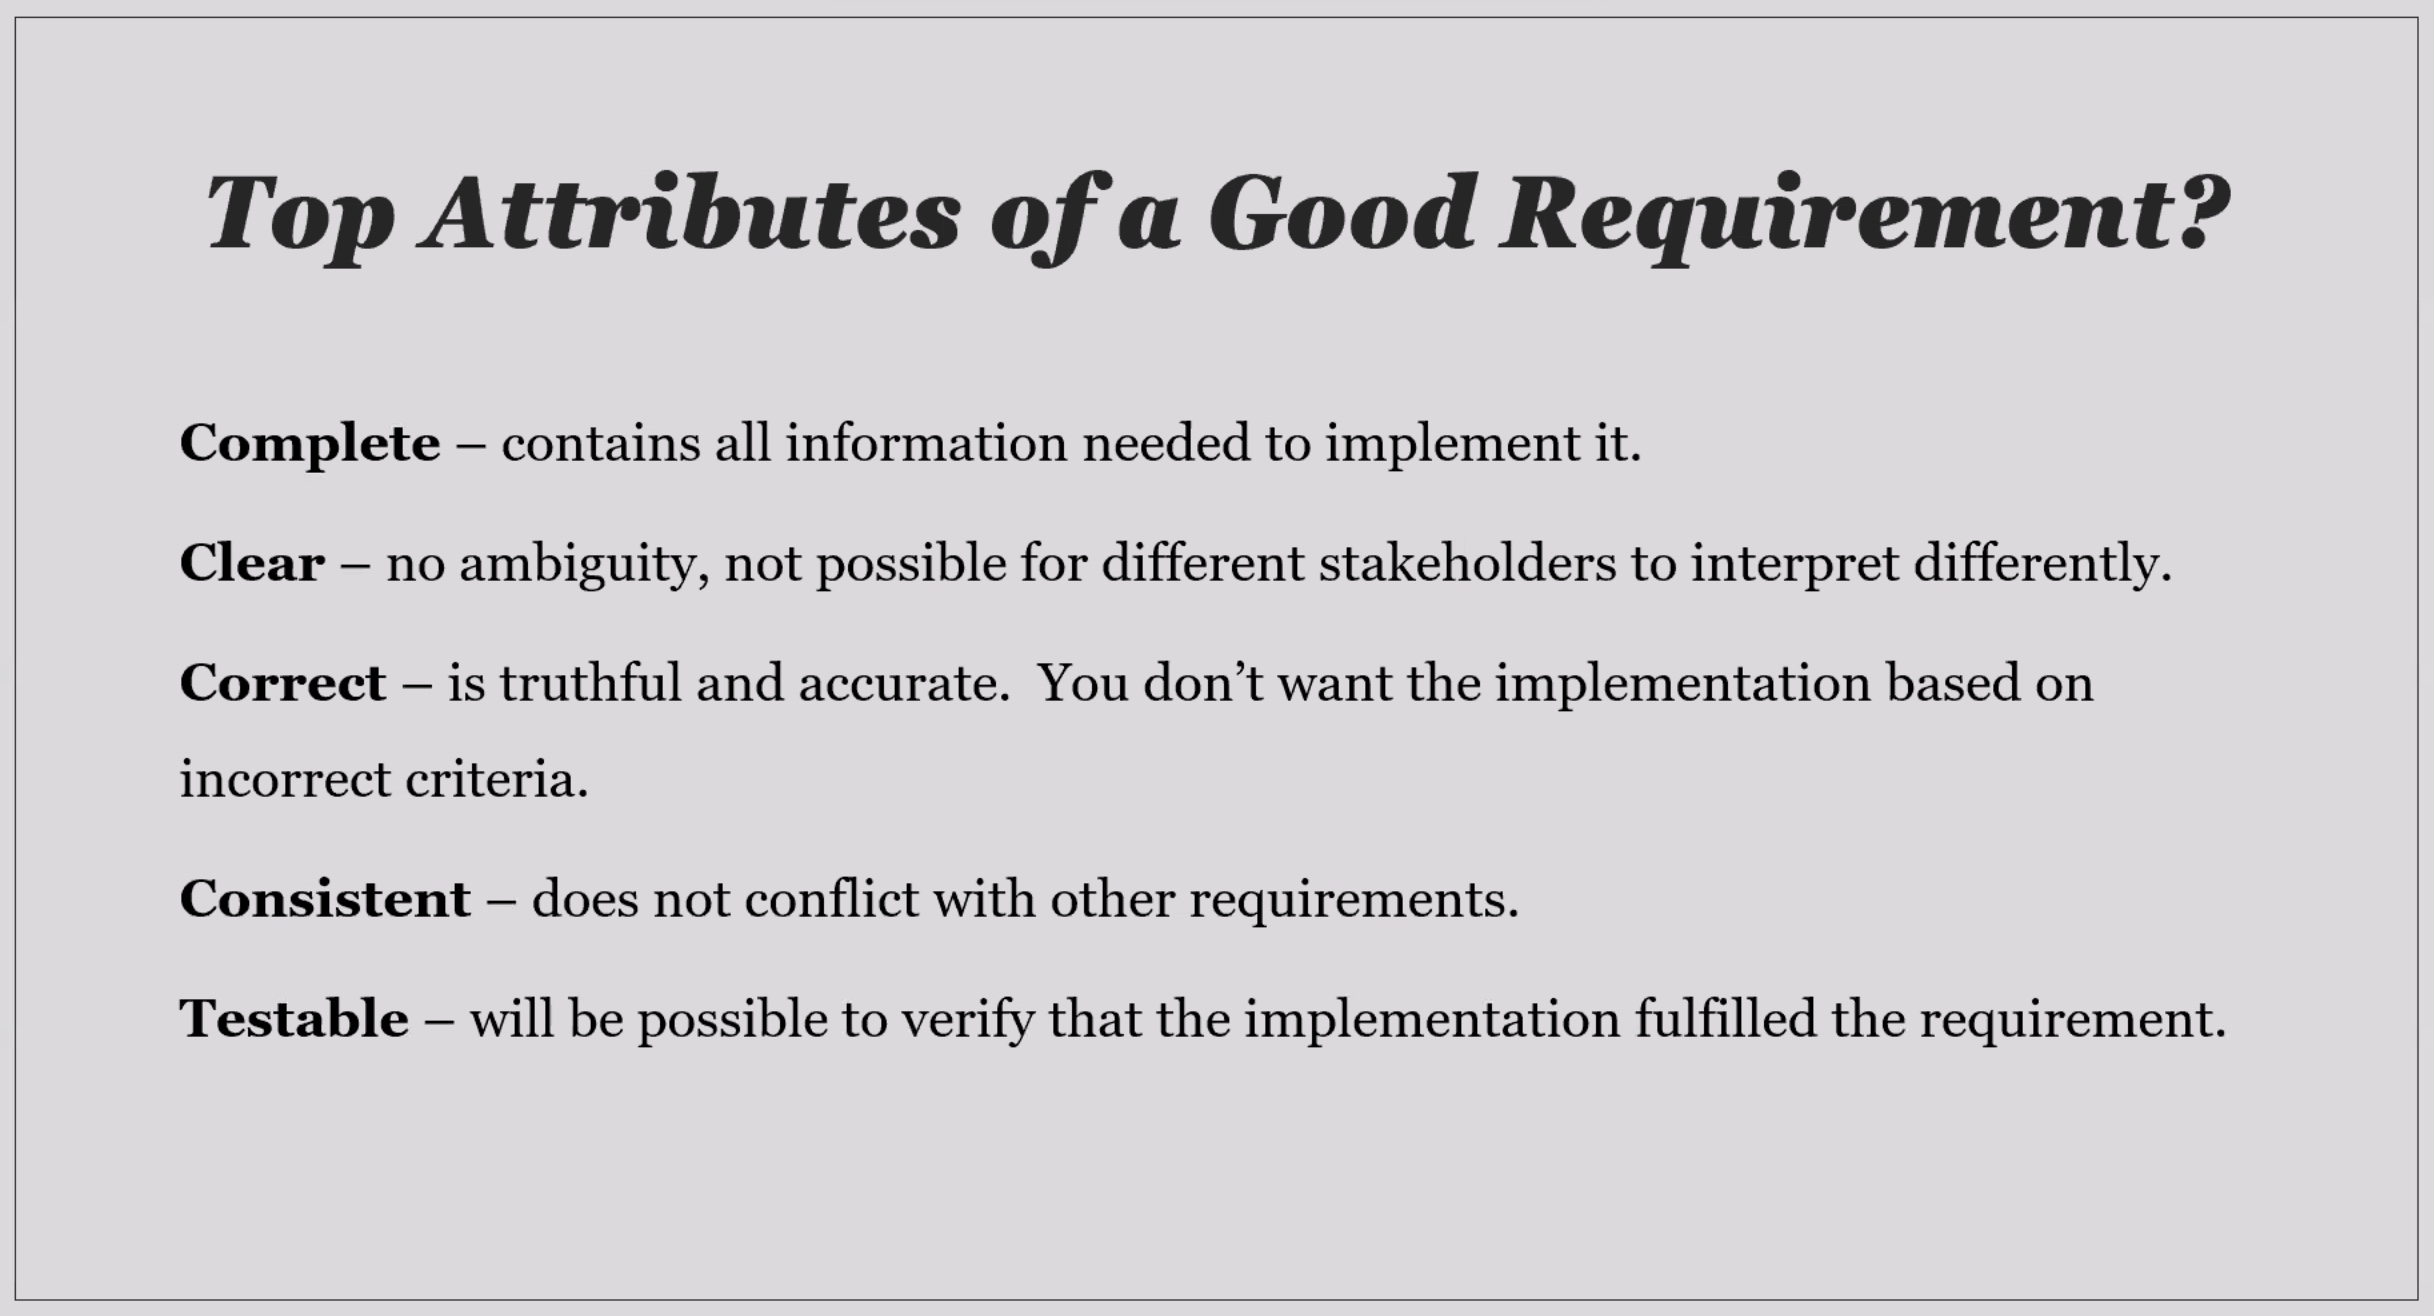 Top Attributes of a Good Requirement?
Complete – contains all information needed to implement it.
Clear – no ambiguity, not possible for different stakeholders to interpret differently.
Correct – is truthful and accurate.  You don’t want the implementation based on
incorrect criteria.
Consistent – does not conflict with other requirements.
Testable – will be possible to verify that the implementation fulfilled the requirement.